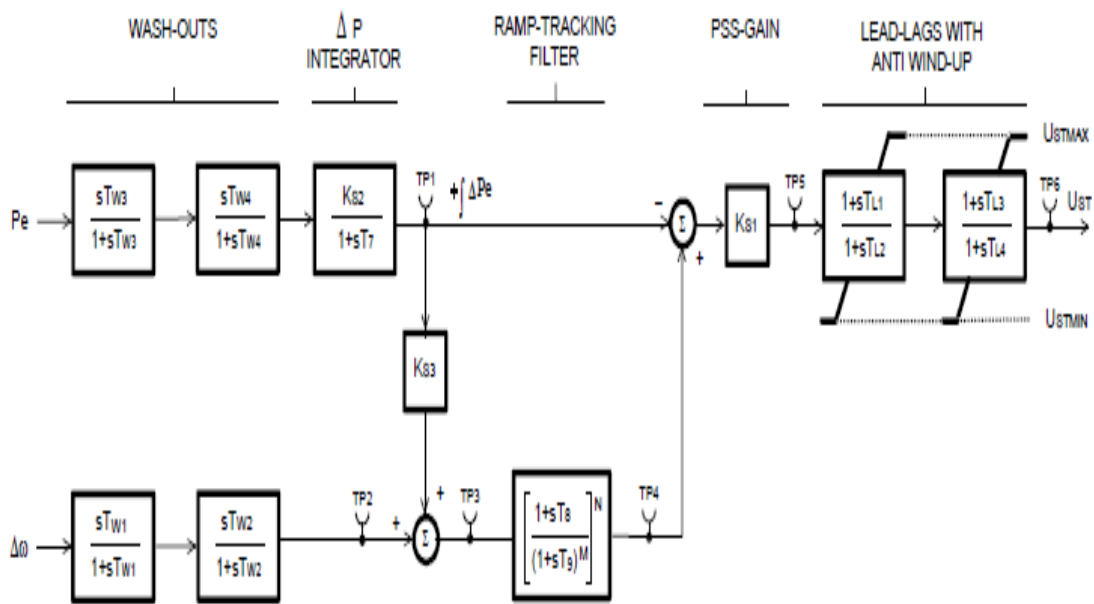 WASH-OUTS
Δ P
INTEGRATOR
RAMP-TRACKING
FILTER
PSS-GAIN
LEAD-LAGS WITH
ANTI WIND-UP
USTMAX
Pe
sTW3
1+sTW3
sTW4
1+sTW4
KS2
1+sT7
TP1
+∫ ΔPe
−
Σ
+
KS1
TP5
1+sTL1
1+sTL2
1+sTL3
1+sTL4
TP6
UST
USTMIN
KS3
Δω
sTW1
1+sTW1
sTW2
1+sTW2
TP2
+
+
Σ
TP3
[1+sT8
(1+sT9)M]N
TP4